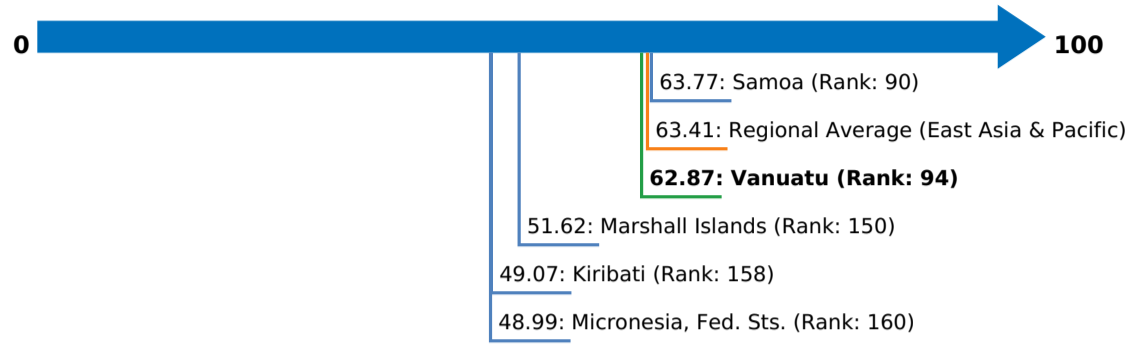 0
100
63.77: Samoa (Rank: 90)
63.41: Regional Average (East Asia & Pacific)
62.87: Vanuatu (Rank: 94)
51.62: Marshall Islands (Rank: 150)
49.07: Kiribati (Rank: 158)
48.99: Micronesia, Fed. Sts. (Rank: 160)